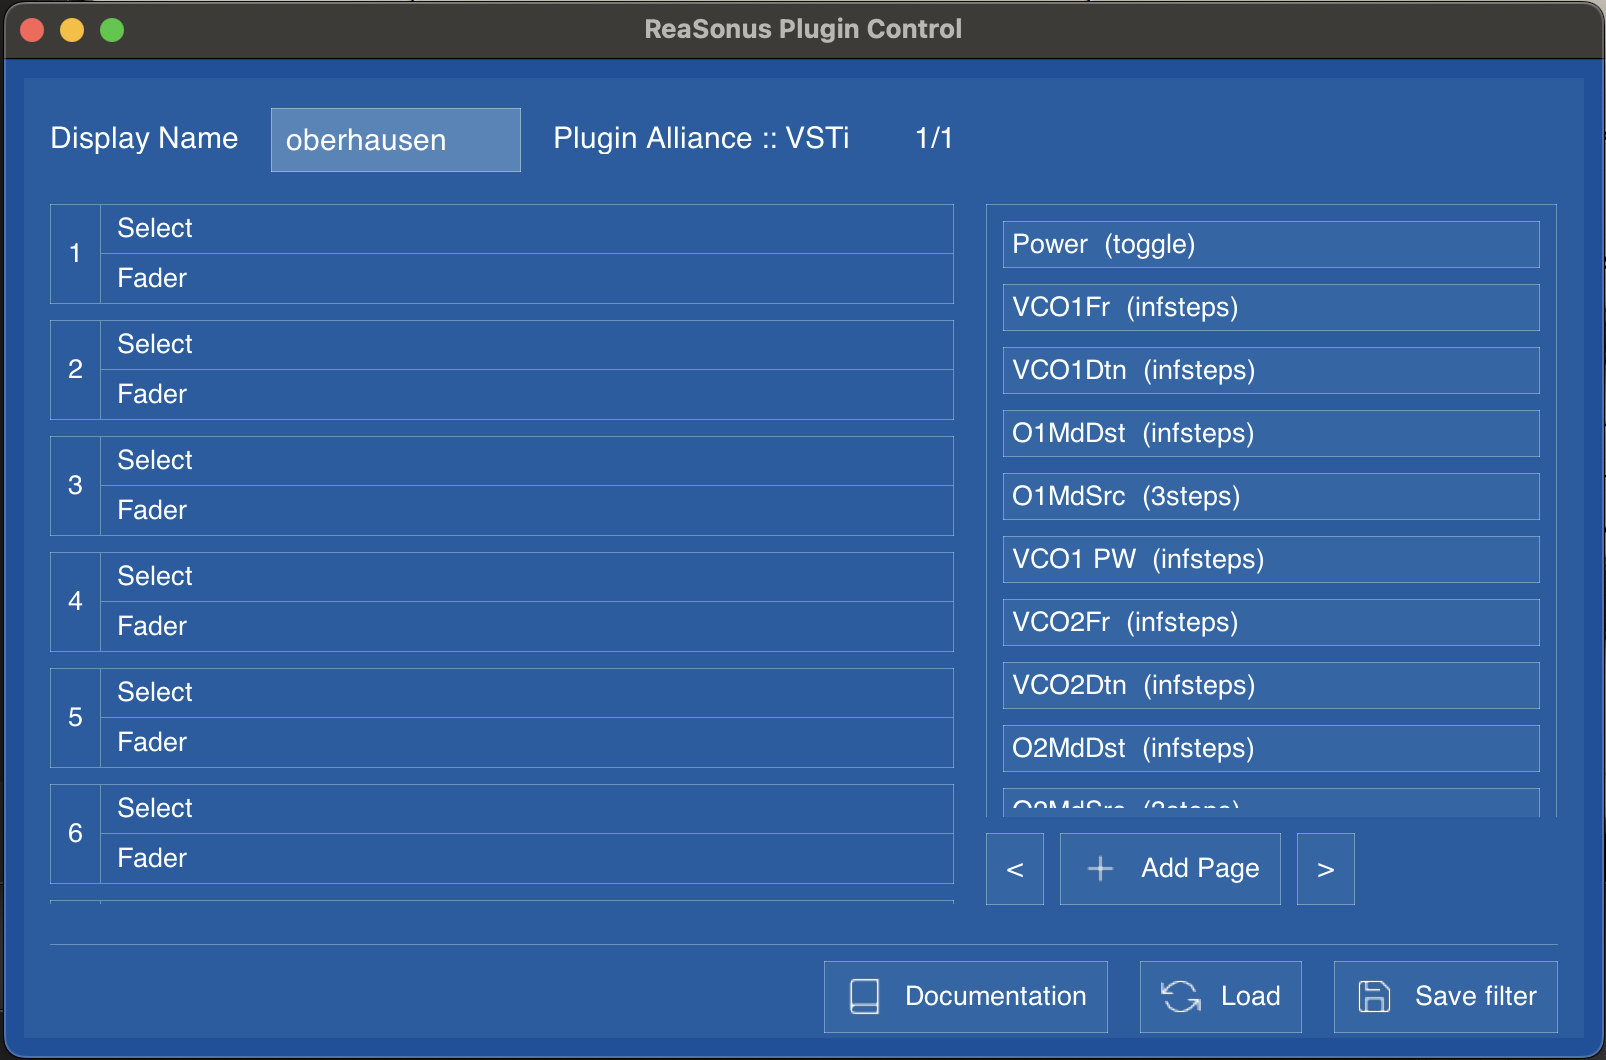 ReaSonus Plugin Control
Display Name
oberhausen
Plugin Alliance :: VSTi
1/1
1
Select
Fader
2
Select
Fader
3
Select
Fader
4
Select
Fader
5
Select
Fader
6
Select
Fader
Power (toggle)
VCO1Fr (infsteps)
VCO1Dtn (infsteps)
O1MdDst (infsteps)
O1MdSrc (3steps)
VCO1 PW (infsteps)
VCO2Fr (infsteps)
VCO2Dtn (infsteps)
O2MdDst (infsteps)
<
Add Page
>
Documentation
Load
Save filter